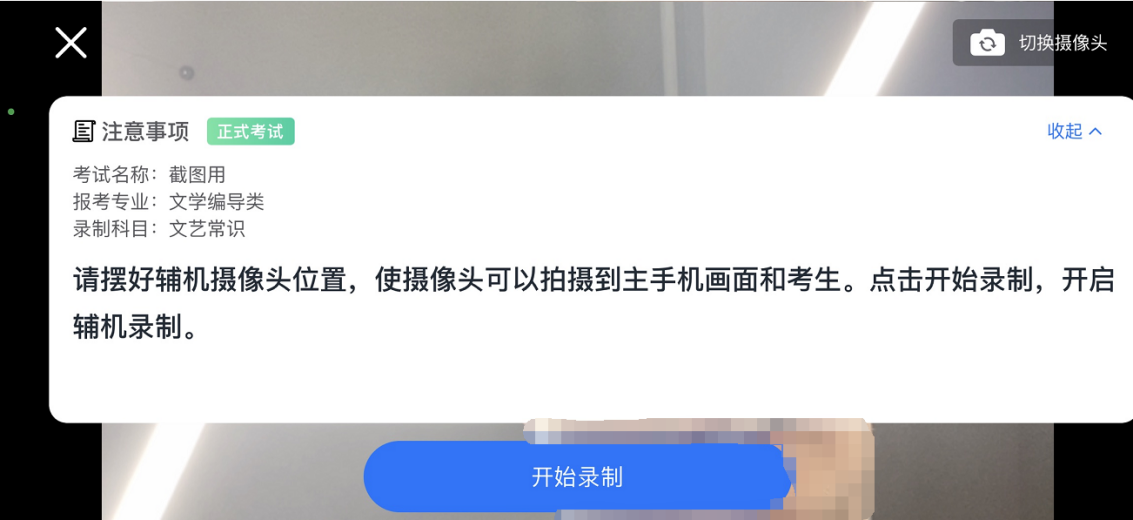 切换摄像头
注意事项 正式考试 收起
考试名称：截图用
报考专业：文学编导类
录制科目：文艺常识
请摆好辅机摄像头位置，使摄像头可以拍摄到主手机画面和考生。点击开始录制，开启
辅机录制。
开始录制